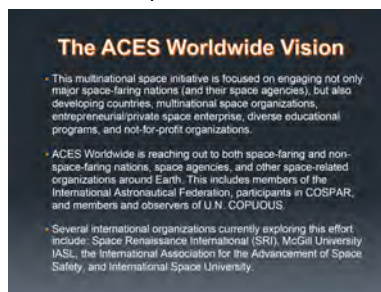 The ACES Worldwide Vision
- This multinational space initiative is focused on engaging not only
major space-faring nations (and their space agencies), but also
developing countries, multinational space organizations,
entrepreneurial/private space enterprise, diverse educational
programs, and not-for-profit organizations.
- ACES Worldwide is reaching out to both space-faring and non-
space-faring nations, space agencies, and other space-related
organizations around Earth. This includes members of the
International Astronautical Federation, participants in COSPAR,
and members and observers of U.N. COPUOUS.
- Several international organizations currently exploring this effort
include: Space Renaissance International (SRI), McGill University
IASL, the International Association for the Advancement of Space
Safety, and International Space University.